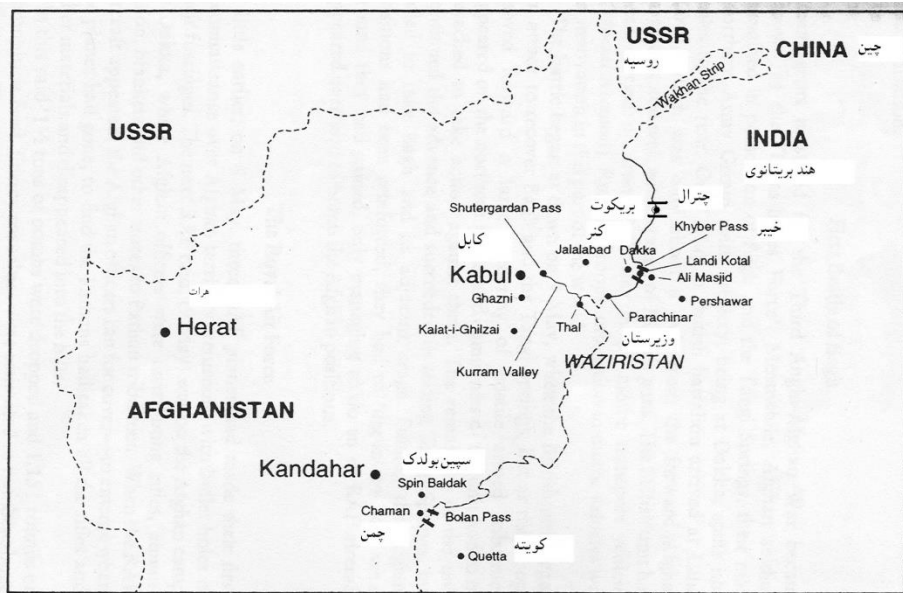 USSR
روسیه
CHINA
چین
Wakhan Strip
USSR
INDIA
هند بریتانوی
چترال
بریکوت
Shutergardan Pass
Khyber Pass
خیبر
کابل
کنر
Jalalabad
Dakka
Landi Kotal
Kabul
Ali Masjid
هرات
Ghazni
Pershawar
Herat
Parachinar
Kalat-i-Ghilzai
Thal
وزیرستان
WAZIRISTAN
Kurram Valley
AFGHANISTAN
Kandahar
سپین بولدک
Spin Baldak
Chaman
Bolan Pass
چمن
کویته
Quetta